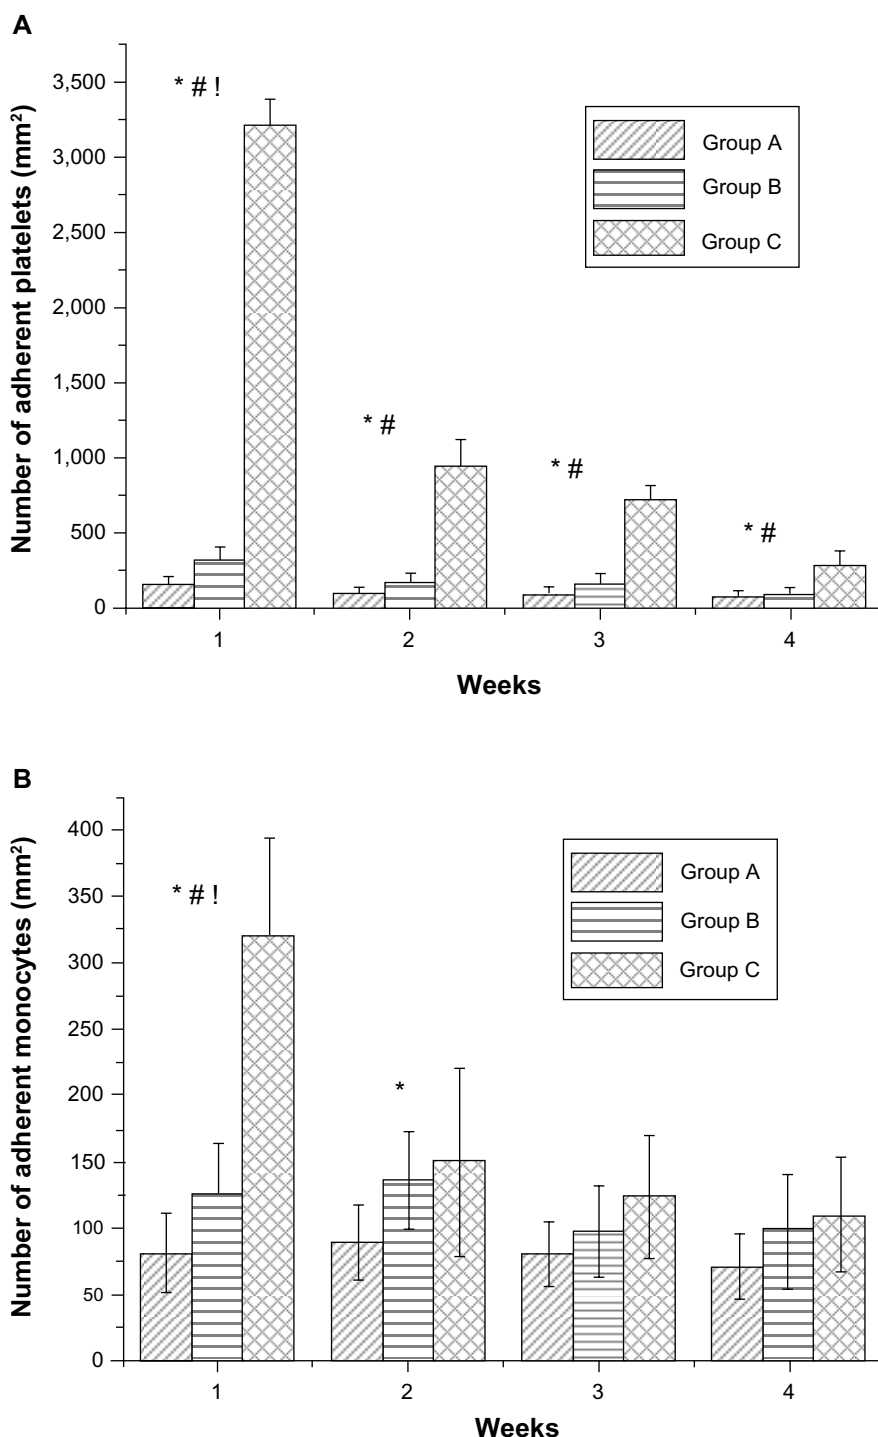 A
Number of adherent platelets (mm²)
3,500
3,000
2,500
2,000
1,500
1,000
500
0
* # !
* #
* #
* #
Group A
Group B
Group C
1 2 3 4
Weeks
B
Number of adherent monocytes (mm²)
400
350
300
250
200
150
100
50
0
* # !
*
Group A
Group B
Group C
1 2 3 4
Weeks